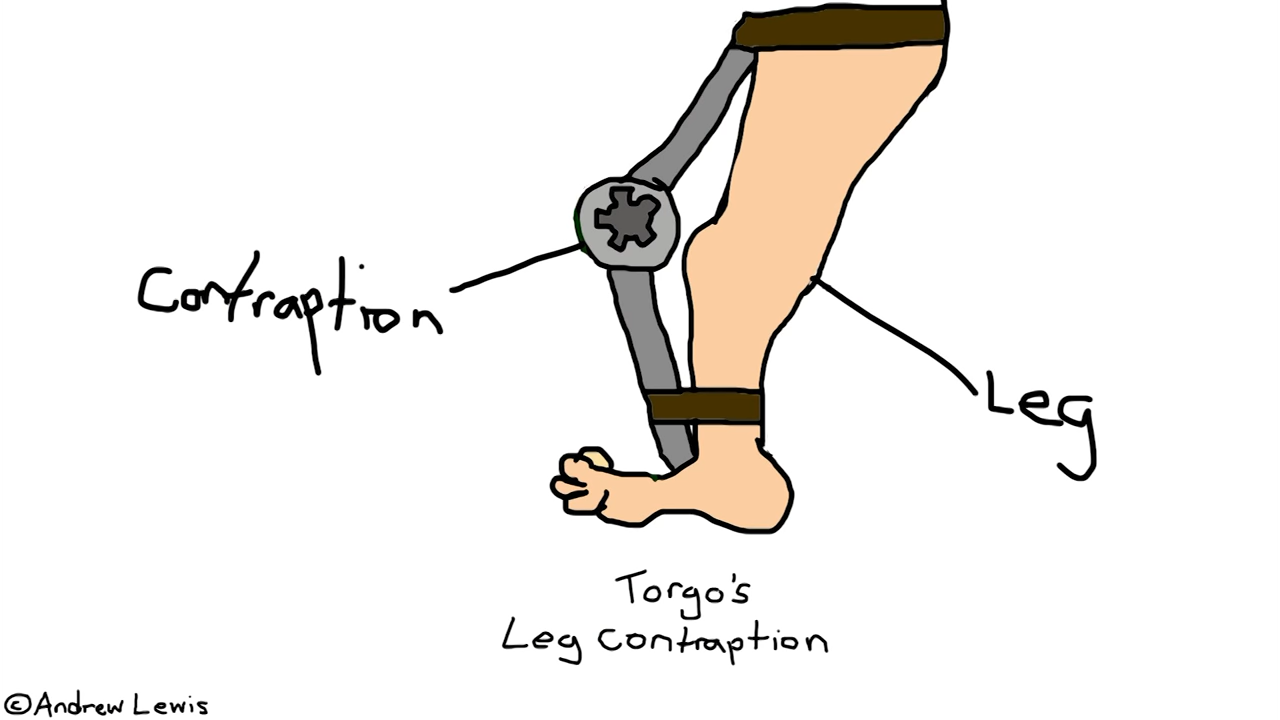 Contraption
Leg
Torgo's
Leg Contraption
©Andrew Lewis